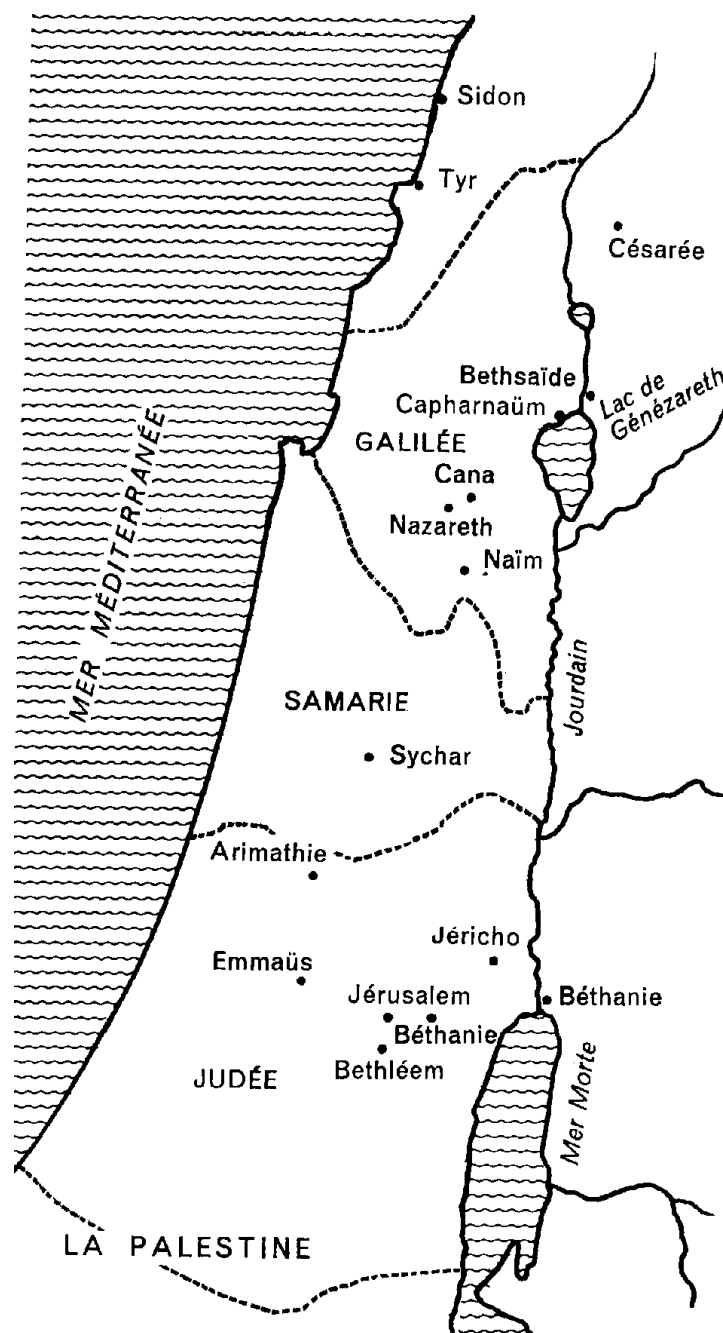 Sidon
Tyr
Césarée
Bethsaïde
Lac de
Génézareth
Capharnaüm
GALILÉE
Cana
Nazareth
Naïm
MER MÉDITERRANÉE
Jourdain
SAMARIE
Sychar
Arimathie
Jéricho
Emmaüs
Jérusalem
Béthanie
Béthanie
Bethléem
JUDÉE
Mer Morte
LA PALESTINE